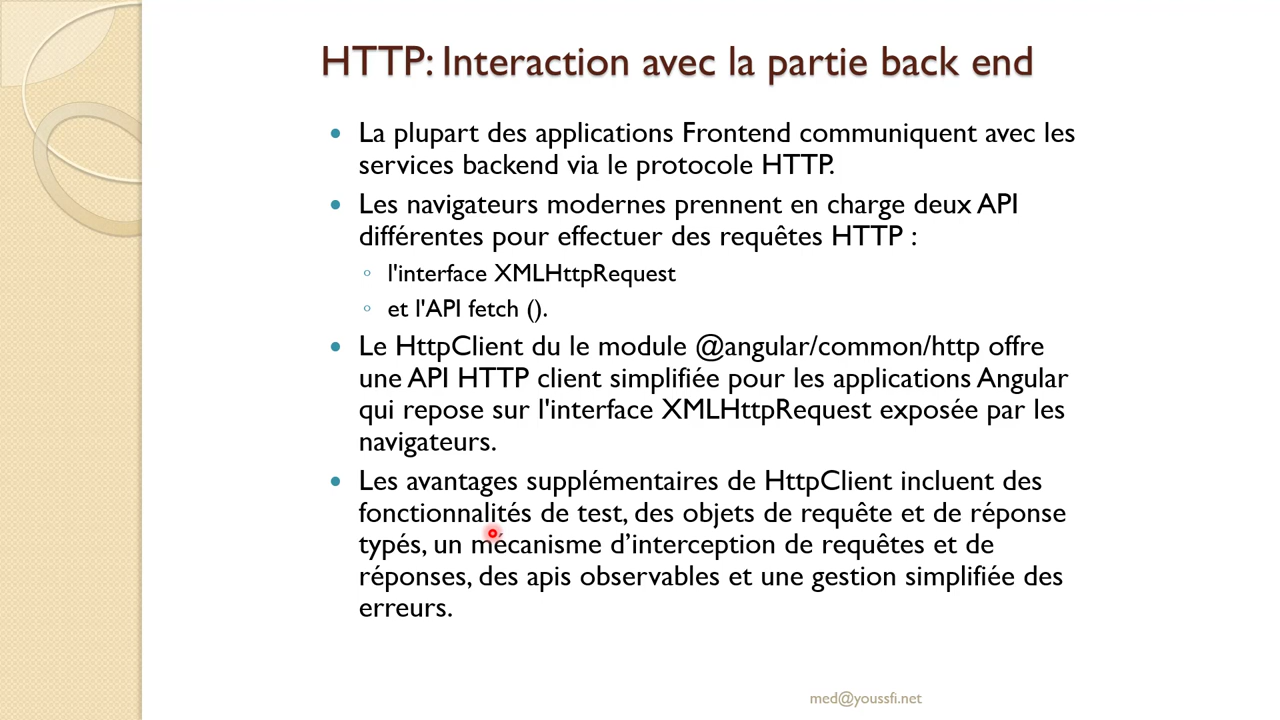 HTTP: Interaction avec la partie back end
La plupart des applications Frontend communiquent avec les
services backend via le protocole HTTP.
Les navigateurs modernes prennent en charge deux API
différentes pour effectuer des requêtes HTTP :
l'interface XMLHttpRequest
et l'API fetch ().
Le HttpClient du le module @angular/common/http offre
une API HTTP client simplifiée pour les applications Angular
qui repose sur l'interface XMLHttpRequest exposée par les
navigateurs.
Les avantages supplémentaires de HttpClient incluent des
fonctionnalités de test, des objets de requête et de réponse
typés, un mécanisme d’interception de requêtes et de
réponses, des apis observables et une gestion simplifiée des
erreurs.
med@youssfi.net